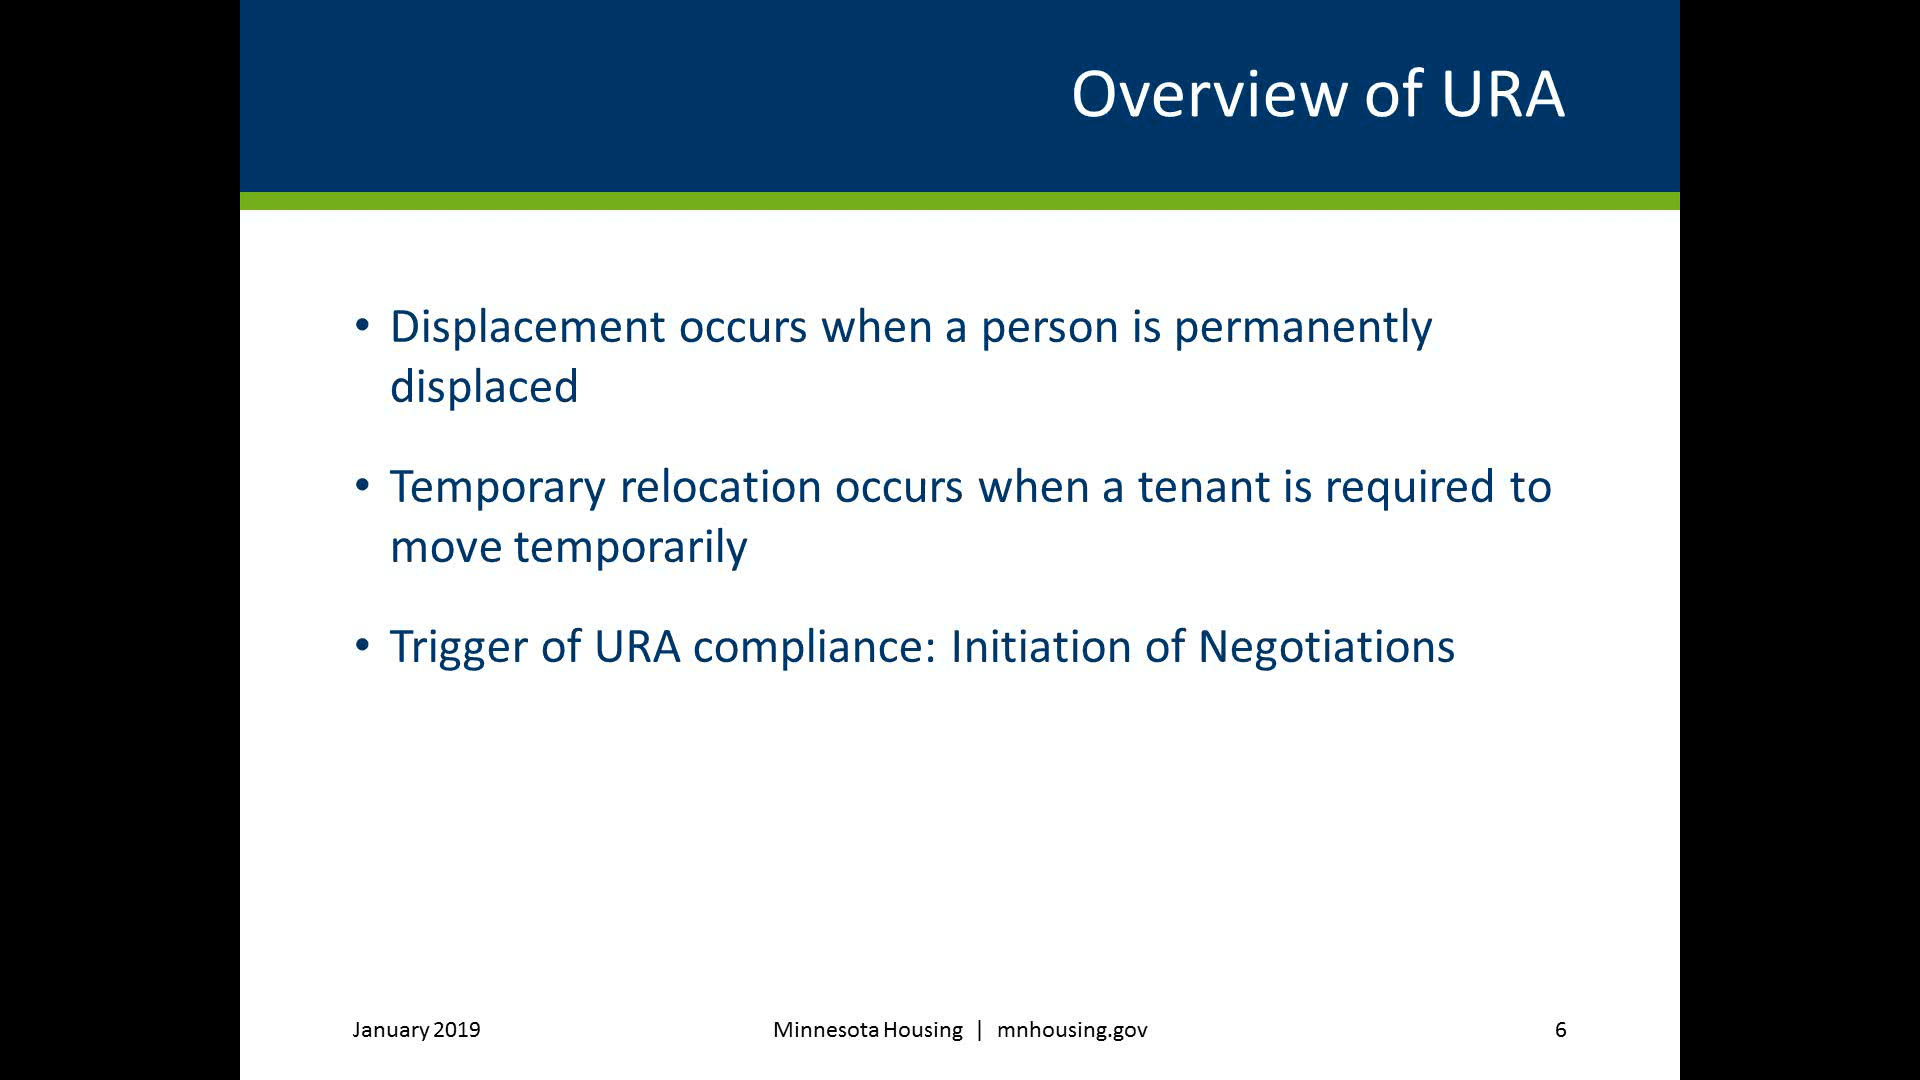 Overview of URA
• Displacement occurs when a person is permanently
displaced
• Temporary relocation occurs when a tenant is required to
move temporarily
• Trigger of URA compliance: Initiation of Negotiations
January 2019
Minnesota Housing | mnhousing.gov
6